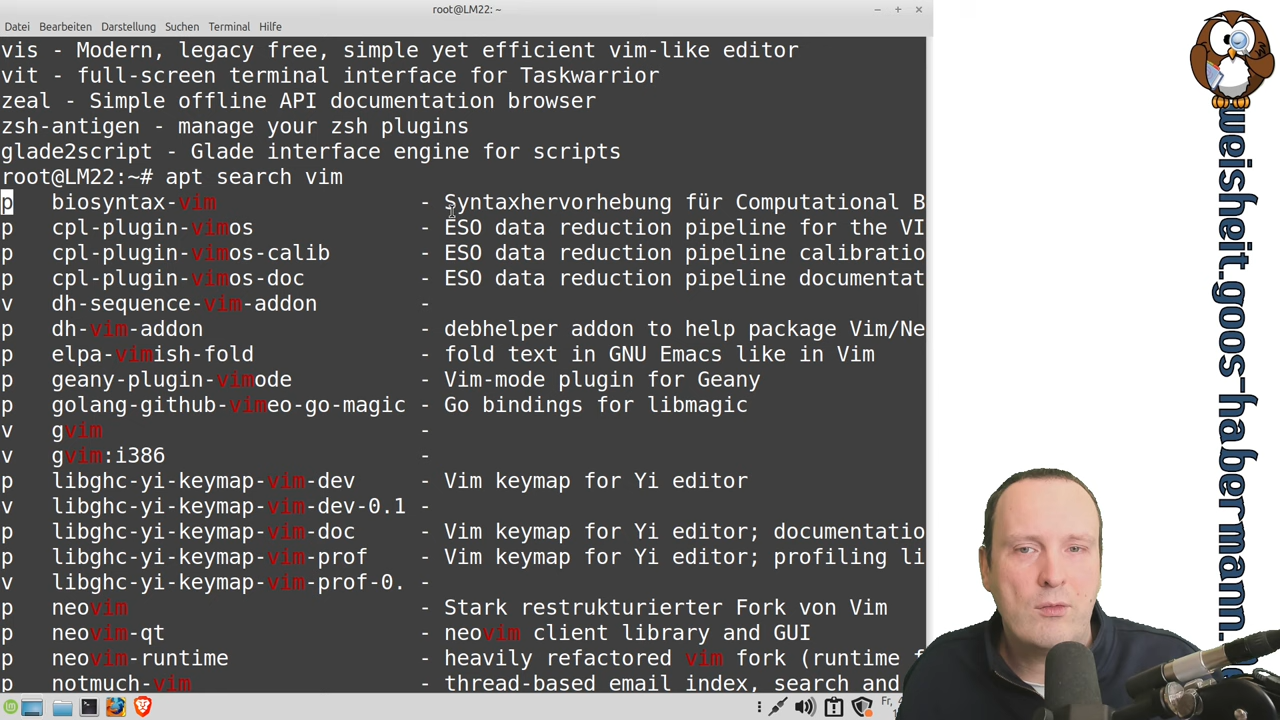 root@LM22: ~
Datei Bearbeiten Darstellung Suchen Terminal Hilfe
vis - Modern, legacy free, simple yet efficient vim-like editor
vit - full-screen terminal interface for Taskwarrior
zeal - Simple offline API documentation browser
zsh-antigen - manage your zsh plugins
glade2script - Glade interface engine for scripts
root@LM22:~# apt search vim
p biosyntax-vim - Syntaxhervorhebung für Computational B
p cpl-plugin-vimos - ESO data reduction pipeline for the VI
p cpl-plugin-vimos-calib - ESO data reduction pipeline calibratio
p cpl-plugin-vimos-doc - ESO data reduction pipeline documentat
v dh-sequence-vim-addon -
p dh-vim-addon - debhelper addon to help package Vim/Ne
p elpa-vimish-fold - fold text in GNU Emacs like in Vim
p geany-plugin-vimode - Vim-mode plugin for Geany
p golang-github-vimeo-go-magic - Go bindings for libmagic
v gvim -
v gvim:i386 -
p libghc-yi-keymap-vim-dev - Vim keymap for Yi editor
v libghc-yi-keymap-vim-dev-0.1 -
p libghc-yi-keymap-vim-doc - Vim keymap for Yi editor; documentatio
p libghc-yi-keymap-vim-prof - Vim keymap for Yi editor; profiling li
v libghc-yi-keymap-vim-prof-0. -
p neovim - Stark restrukturierter Fork von Vim
p neovim-qt - neovim client library and GUI
p neovim-runtime - heavily refactored vim fork (runtime f
p notmuch-vim - thread-based email index, search and
Fr, 4
weisheit.goos-habermann.